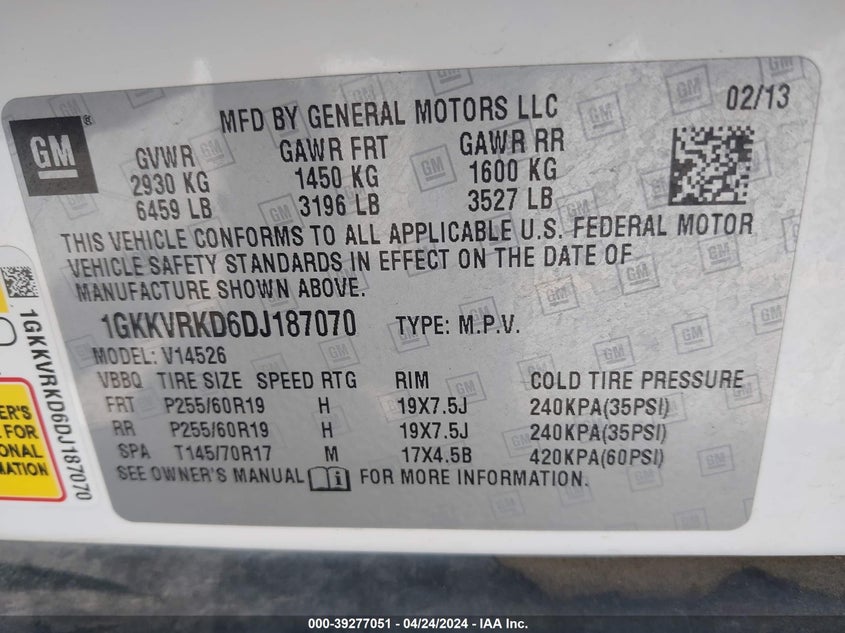 MFD BY GENERAL MOTORS LLC 02/13
GM®
GVWR GAWR FRT GAWR RR
2930 KG 1450 KG 1600 KG
6459 LB 3196 LB 3527 LB
THIS VEHICLE CONFORMS TO ALL APPLICABLE U.S. FEDERAL MOTOR
VEHICLE SAFETY STANDARDS IN EFFECT ON THE DATE OF
MANUFACTURE SHOWN ABOVE.
1GKKVRKD6DJ187070 TYPE: M.P.V.
MODEL: V14526
VBBQ TIRE SIZE SPEED RTG RIM COLD TIRE PRESSURE
FRT P255/60R19 H 19X7.5J 240KPA(35PSI)
RR P255/60R19 H 19X7.5J 240KPA(35PSI)
SPA T145/70R17 M 17X4.5B 420KPA(60PSI)
SEE OWNER'S MANUAL FOR MORE INFORMATION.
1GKKVRKD6DJ187070
ER'S
FOR
ONAL
MATION
000-39277051 - 04/24/2024 - IAA Inc.